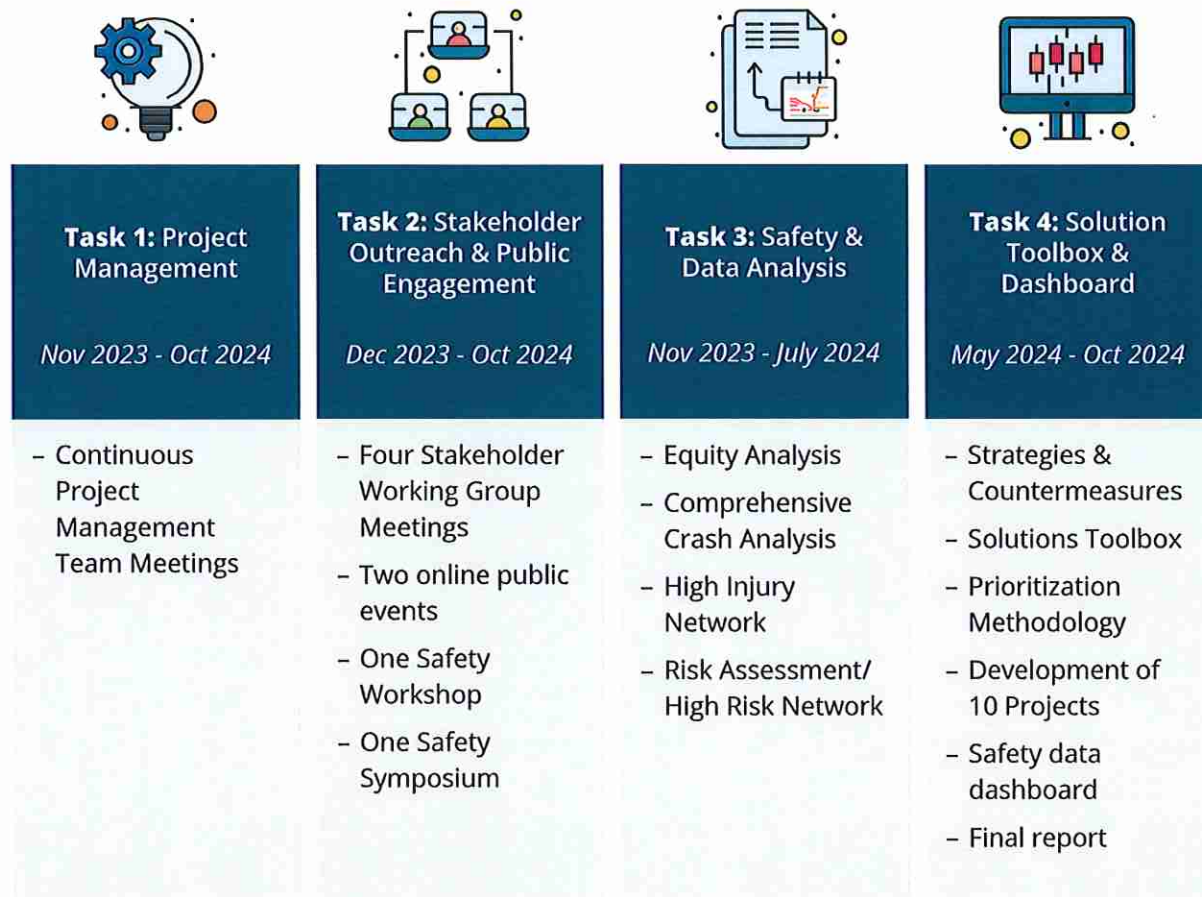 Task 1: Project
Management
Nov 2023 - Oct 2024
– Continuous
Project
Management
Team Meetings
Task 2: Stakeholder
Outreach & Public
Engagement
Dec 2023 - Oct 2024
– Four Stakeholder
Working Group
Meetings
– Two online public
events
– One Safety
Workshop
– One Safety
Symposium
Task 3: Safety &
Data Analysis
Nov 2023 - July 2024
– Equity Analysis
– Comprehensive
Crash Analysis
– High Injury
Network
– Risk Assessment/
High Risk Network
Task 4: Solution
Toolbox &
Dashboard
May 2024 - Oct 2024
– Strategies &
Countermeasures
– Solutions Toolbox
– Prioritization
Methodology
– Development of
10 Projects
– Safety data
dashboard
– Final report